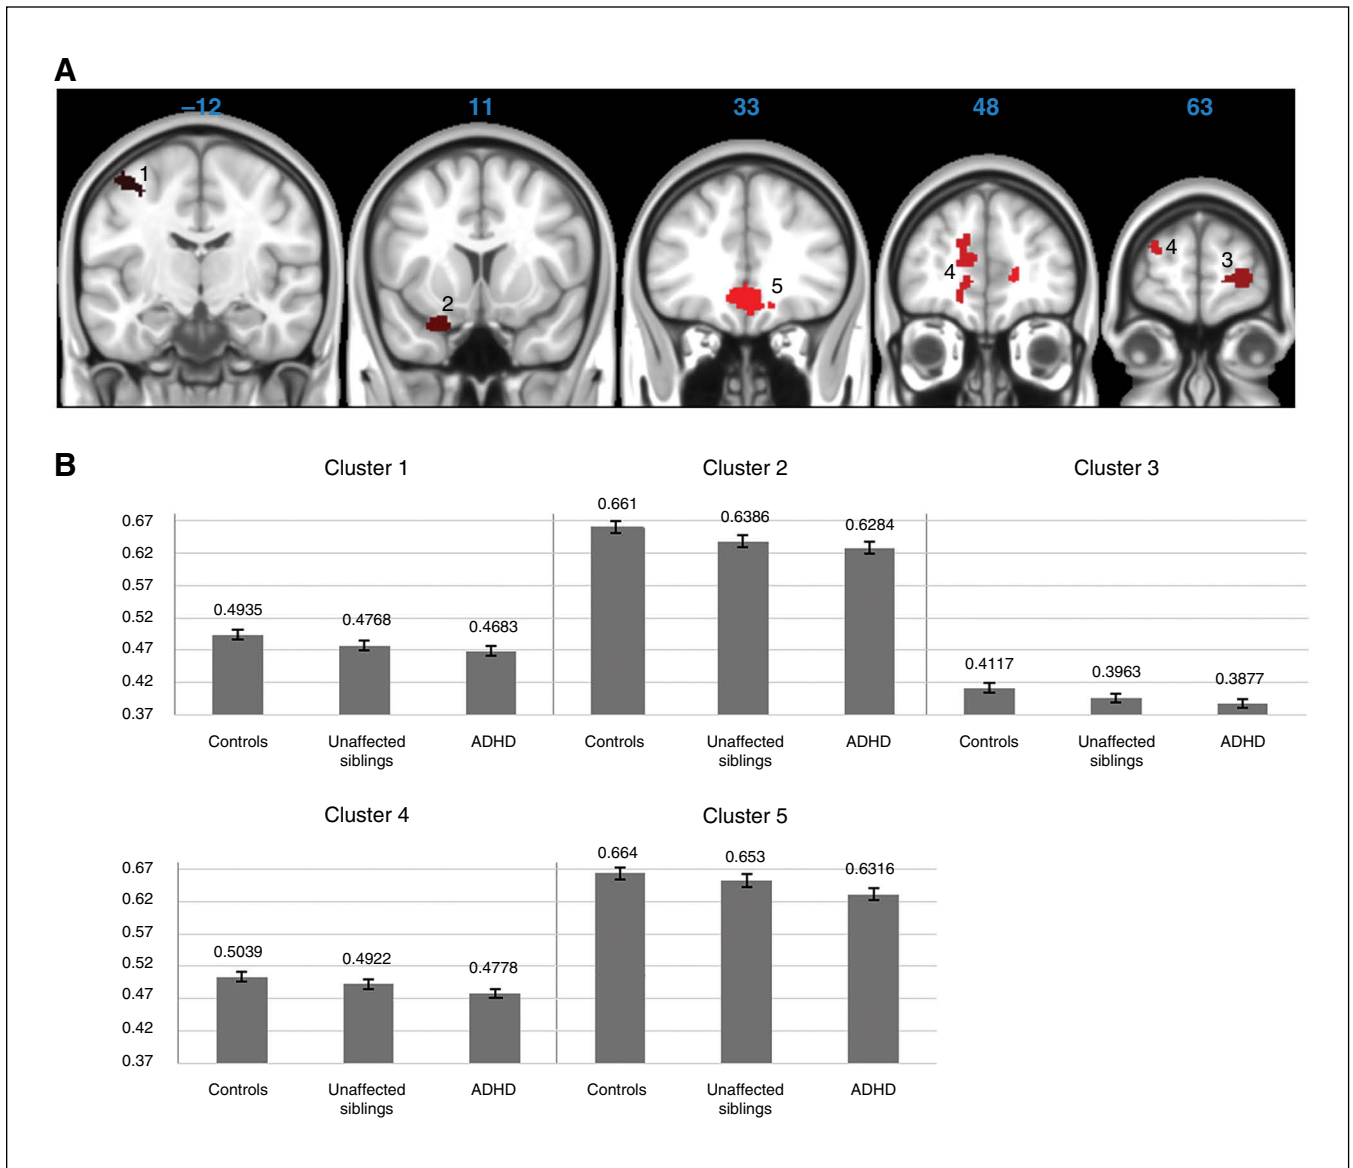 A
–12 11 33 48 63
1
2
5
4
4
3
B
Cluster 1 Cluster 2 Cluster 3
0.67
0.62
0.57
0.52
0.47
0.42
0.37
0.4935 0.4768 0.4683
0.661 0.6386 0.6284
0.4117 0.3963 0.3877
Controls Unaffected siblings ADHD
Controls Unaffected siblings ADHD
Controls Unaffected siblings ADHD
Cluster 4 Cluster 5
0.67
0.62
0.57
0.52
0.47
0.42
0.37
0.5039 0.4922 0.4778
0.664 0.653 0.6316
Controls Unaffected siblings ADHD
Controls Unaffected siblings ADHD